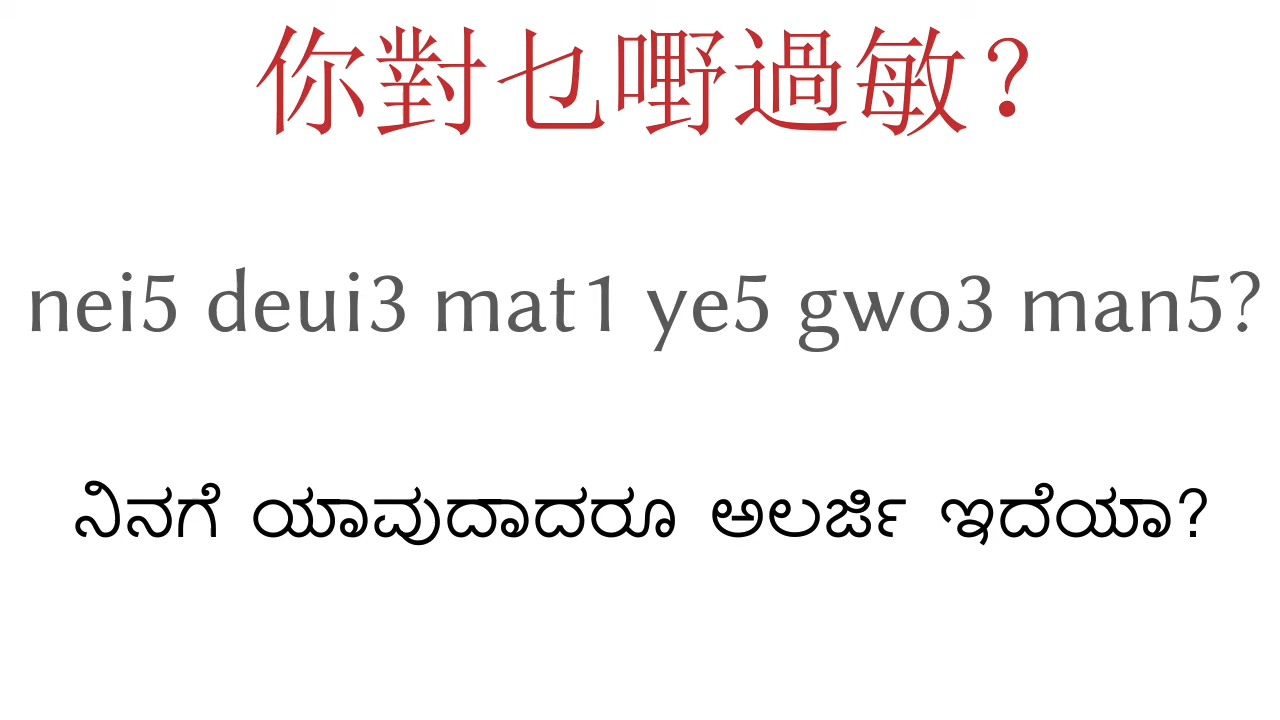 你對乜嘢過敏？
nei5 deui3 mat1 ye5 gwo3 man5?
ನಿನಗೆ ಯಾವುದಾದರೂ ಅಲರ್ಜಿ ಇದೆಯಾ?